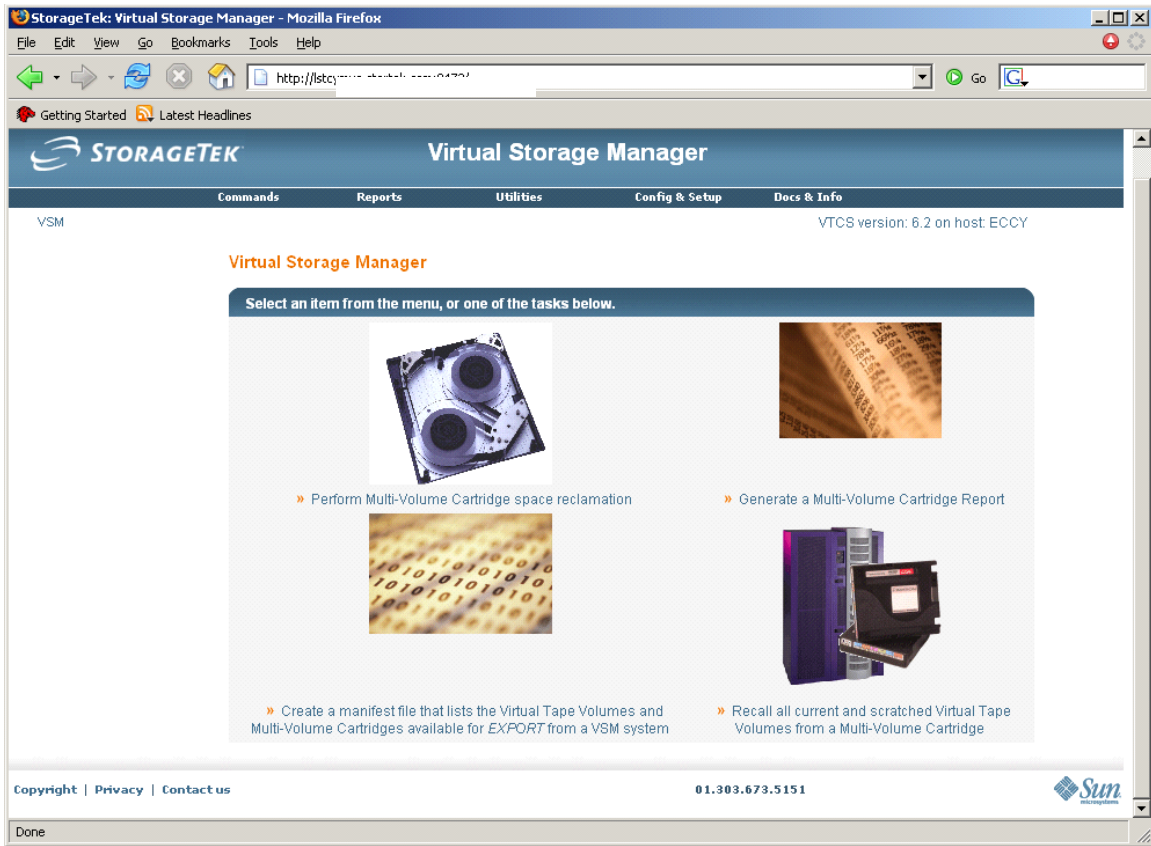 StorageTek: Virtual Storage Manager - Mozilla Firefox
File Edit View Go Bookmarks Tools Help
Go
Getting Started Latest Headlines
STORAGETEK
Virtual Storage Manager
Commands Reports Utilities Config & Setup Docs & Info
VSM
VTCS version: 6.2 on host: ECCY
Virtual Storage Manager
Select an item from the menu, or one of the tasks below.
» Perform Multi-Volume Cartridge space reclamation
» Generate a Multi-Volume Cartridge Report
» Create a manifest file that lists the Virtual Tape Volumes and
Multi-Volume Cartridges available for EXPORT from a VSM system
» Recall all current and scratched Virtual Tape
Volumes from a Multi-Volume Cartridge
Copyright | Privacy | Contact us
01.303.673.5151
Sun
microsystems
Done